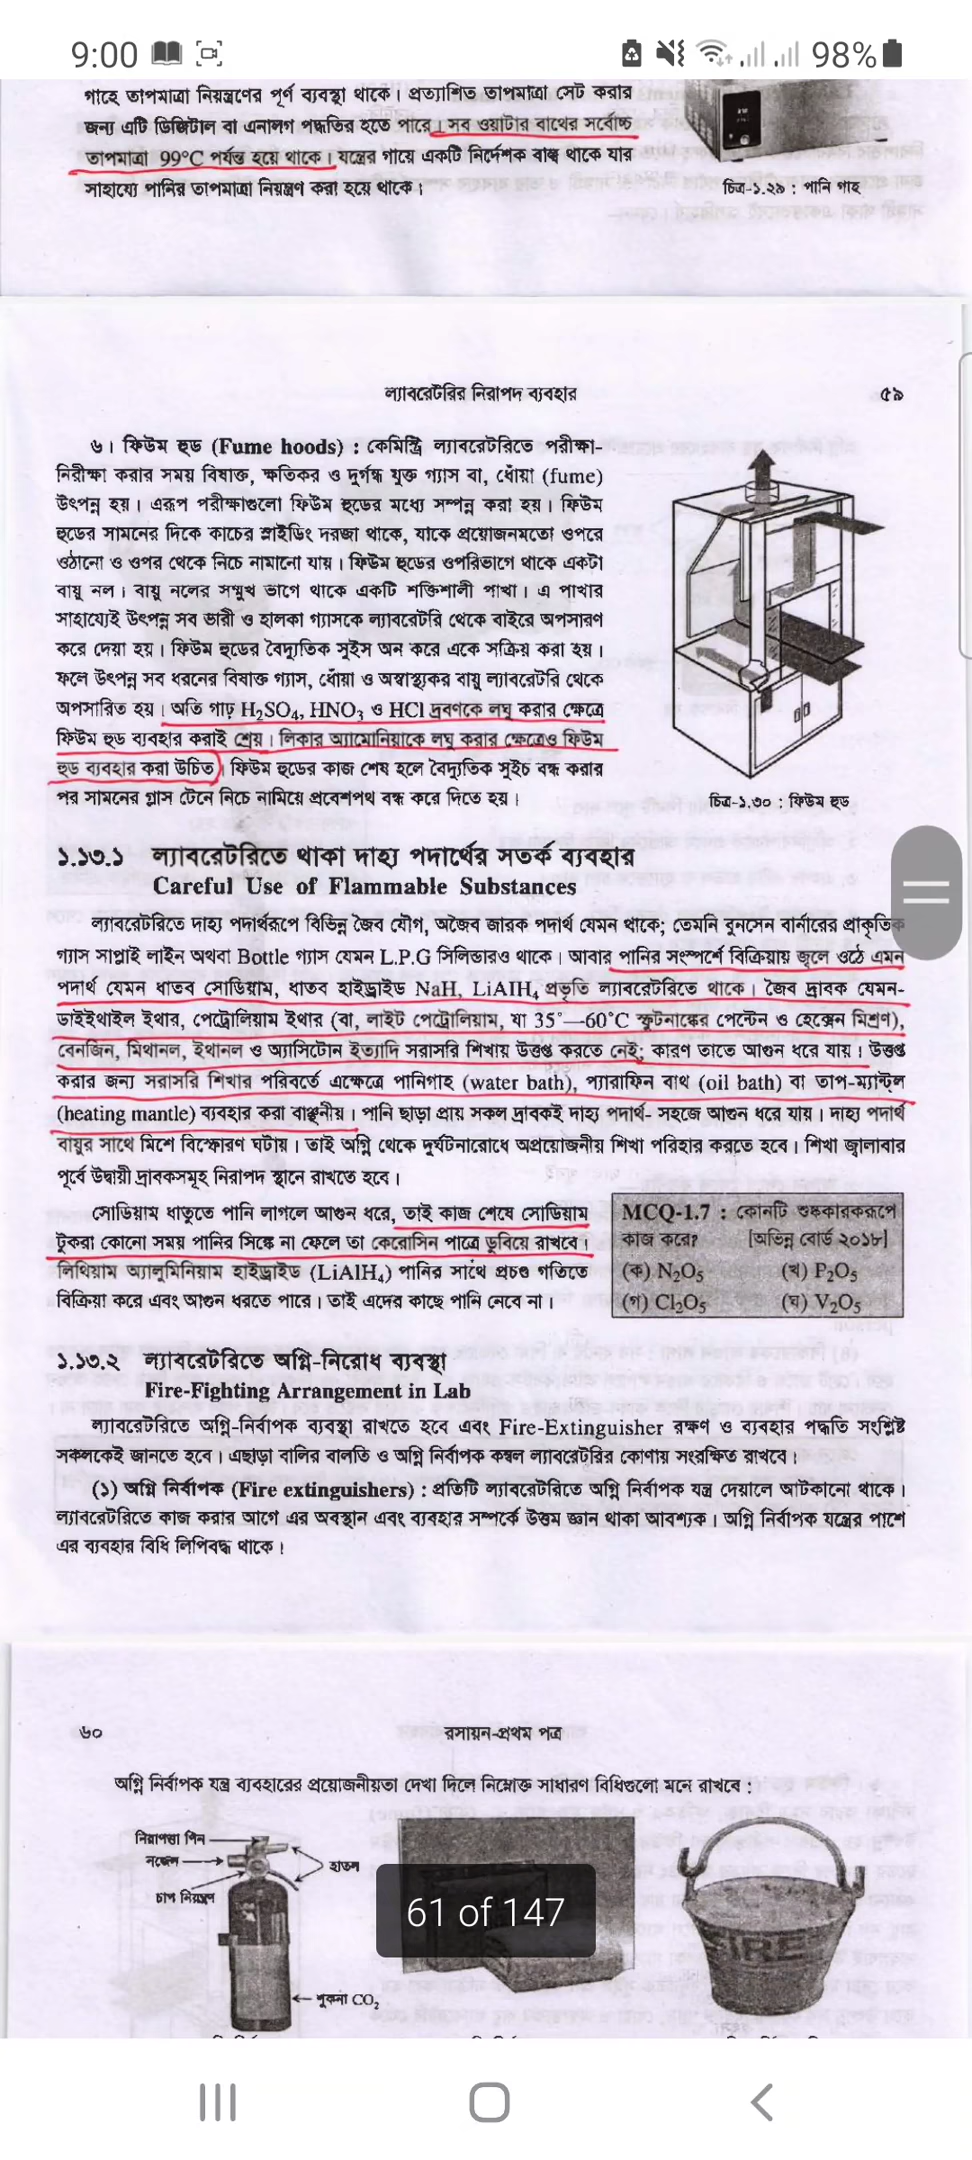 9:00
98%
গাহে তাপমাত্রা নিয়ন্ত্রণের পূর্ণ ব্যবস্থা থাকে। প্রত্যাশিত তাপমাত্রা সেট করার
জন্য এটি ডিজিটাল বা এনালগ পদ্ধতির হতে পারে। সব ওয়াটার বাথের সর্বোচ্চ
তাপমাত্রা 99°C পর্যন্ত হয়ে থাকে। যন্ত্রের গায়ে একটি নির্দেশক বাল্ব থাকে যার
সাহায্যে পানির তাপমাত্রা নিয়ন্ত্রণ করা হয়ে থাকে।
চিত্র-১.২৯ : পানি গাহ
ল্যাবরেটরির নিরাপদ ব্যবহার
৫৯
৬। ফিউম হুড (Fume hoods) : কেমিস্ট্রি ল্যাবরেটরিতে পরীক্ষা-
নিরীক্ষা করার সময় বিষাক্ত, ক্ষতিকর ও দুর্গন্ধ যুক্ত গ্যাস বা, ধোঁয়া (fume)
উৎপন্ন হয়। এরূপ পরীক্ষাগুলো ফিউম হুডের মধ্যে সম্পন্ন করা হয়। ফিউম
হুডের সামনের দিকে কাচের স্লাইডিং দরজা থাকে, যাকে প্রয়োজনমতো ওপরে
ওঠানো ও ওপর থেকে নিচে নামানো যায়। ফিউম হুডের ওপরিভাগে থাকে একটা
বায়ু নল। বায়ু নলের সম্মুখ ভাগে থাকে একটি শক্তিশালী পাখা। এ পাখার
সাহায্যেই উৎপন্ন সব ভারী ও হালকা গ্যাসকে ল্যাবরেটরি থেকে বাইরে অপসারণ
করে দেয়া হয়। ফিউম হুডের বৈদ্যুতিক সুইস অন করে একে সক্রিয় করা হয়।
ফলে উৎপন্ন সব ধরনের বিষাক্ত গ্যাস, ধোঁয়া ও অস্বাস্থ্যকর বায়ু ল্যাবরেটরি থেকে
অপসারিত হয়। অতি গাঢ় H₂SO₄, HNO₃ ও HCl দ্রবণকে লঘু করার ক্ষেত্রে
ফিউম হুড ব্যবহার করাই শ্রেয়। লিকার অ্যামোনিয়াকে লঘু করার ক্ষেত্রেও ফিউম
হুড ব্যবহার করা উচিত। ফিউম হুডের কাজ শেষ হলে বৈদ্যুতিক সুইচ বন্ধ করার
পর সামনের গ্লাস টেনে নিচে নামিয়ে প্রবেশপথ বন্ধ করে দিতে হয়।
চিত্র-১.৩০ : ফিউম হুড
১.১৩.১ ল্যাবরেটরিতে থাকা দাহ্য পদার্থের সতর্ক ব্যবহার
Careful Use of Flammable Substances
ল্যাবরেটরিতে দাহ্য পদার্থরূপে বিভিন্ন জৈব যৌগ, অজৈব জারক পদার্থ যেমন থাকে; তেমনি বুনসেন বার্নারের প্রাকৃতিক
গ্যাস সাপ্লাই লাইন অথবা Bottle গ্যাস যেমন L.P.G সিলিন্ডারও থাকে। আবার পানির সংস্পর্শে বিক্রিয়ায় জ্বলে ওঠে এমন
পদার্থ যেমন ধাতব সোডিয়াম, ধাতব হাইড্রাইড NaH, LiAlH₄ প্রভৃতি ল্যাবরেটরিতে থাকে। জৈব দ্রাবক যেমন-
ডাইইথাইল ইথার, পেট্রোলিয়াম ইথার (বা, লাইট পেট্রোলিয়াম, যা 35°—60°C স্ফুটনাঙ্কের পেন্টেন ও হেক্সেন মিশ্রণ),
বেনজিন, মিথানল, ইথানল ও অ্যাসিটোন ইত্যাদি সরাসরি শিখায় উত্তপ্ত করতে নেই; কারণ তাতে আগুন ধরে যায়। উত্তপ্ত
করার জন্য সরাসরি শিখার পরিবর্তে এক্ষেত্রে পানিগাহ (water bath), প্যারাফিন বাথ (oil bath) বা তাপ-ম্যান্টল
(heating mantle) ব্যবহার করা বাঞ্ছনীয়। পানি ছাড়া প্রায় সকল দ্রাবকই দাহ্য পদার্থ- সহজে আগুন ধরে যায়। দাহ্য পদার্থ
বায়ুর সাথে মিশে বিস্ফোরণ ঘটায়। তাই অগ্নি থেকে দুর্ঘটনারোধে অপ্রয়োজনীয় শিখা পরিহার করতে হবে। শিখা জ্বালাবার
পূর্বে উদ্বায়ী দ্রাবকসমূহ নিরাপদ স্থানে রাখতে হবে।
সোডিয়াম ধাতুতে পানি লাগলে আগুন ধরে, তাই কাজ শেষে সোডিয়াম
টুকরা কোনো সময় পানির সিঙ্কে না ফেলে তা কেরোসিন পাত্রে ডুবিয়ে রাখবে।
লিথিয়াম অ্যালুমিনিয়াম হাইড্রাইড (LiAlH₄) পানির সাথে প্রচণ্ড গতিতে
বিক্রিয়া করে এবং আগুন ধরতে পারে। তাই এদের কাছে পানি নেবে না।
MCQ-1.7 : কোনটি শুষ্ককারকরূপে
কাজ করে? [অভিন্ন বোর্ড ২০১৮]
(ক) N₂O₅ (খ) P₂O₅
(গ) Cl₂O₅ (ঘ) V₂O₅
১.১৩.২ ল্যাবরেটরিতে অগ্নি-নিরোধ ব্যবস্থা
Fire-Fighting Arrangement in Lab
ল্যাবরেটরিতে অগ্নি-নির্বাপক ব্যবস্থা রাখতে হবে এবং Fire-Extinguisher রক্ষণ ও ব্যবহার পদ্ধতি সংশ্লিষ্ট
সকলকেই জানতে হবে। এছাড়া বালির বালতি ও অগ্নি নির্বাপক কম্বল ল্যাবরেটরির কোণায় সংরক্ষিত রাখবে।
(১) অগ্নি নির্বাপক (Fire extinguishers) : প্রতিটি ল্যাবরেটরিতে অগ্নি নির্বাপক যন্ত্র দেয়ালে আটকানো থাকে।
ল্যাবরেটরিতে কাজ করার আগে এর অবস্থান এবং ব্যবহার সম্পর্কে উত্তম জ্ঞান থাকা আবশ্যক। অগ্নি নির্বাপক যন্ত্রের পাশে
এর ব্যবহার বিধি লিপিবদ্ধ থাকে।
৬০
রসায়ন-প্রথম পত্র
অগ্নি নির্বাপক যন্ত্র ব্যবহারের প্রয়োজনীয়তা দেখা দিলে নিম্নোক্ত সাধারণ বিধিগুলো মনে রাখবে :
নিরাপত্তা পিন
নজেল
হাতল
চাপ নিয়ন্ত্রণ
61 of 147
FIRE
শুকনা CO₂